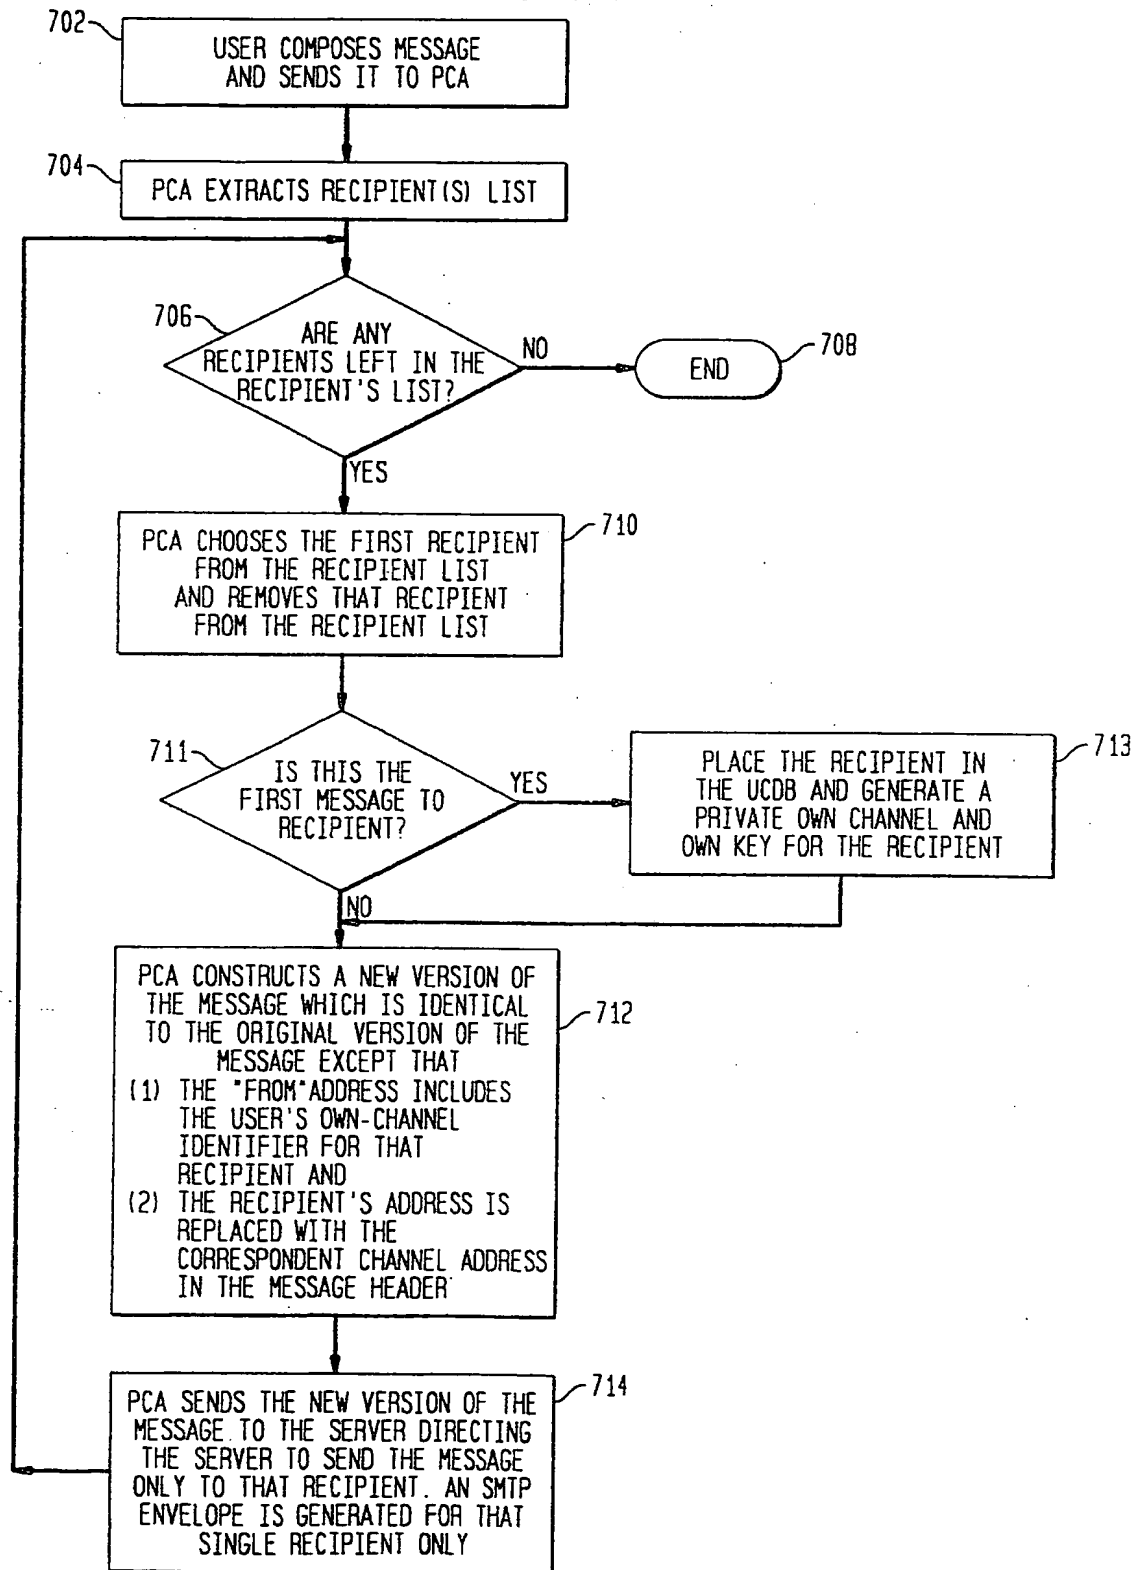 702
USER COMPOSES MESSAGE
AND SENDS IT TO PCA
704
PCA EXTRACTS RECIPIENT(S) LIST
706
ARE ANY
RECIPIENTS LEFT IN THE
RECIPIENT'S LIST?
NO
END
708
YES
710
PCA CHOOSES THE FIRST RECIPIENT
FROM THE RECIPIENT LIST
AND REMOVES THAT RECIPIENT
FROM THE RECIPIENT LIST
711
IS THIS THE
FIRST MESSAGE TO
RECIPIENT?
YES
713
PLACE THE RECIPIENT IN
THE UCDB AND GENERATE A
PRIVATE OWN CHANNEL AND
OWN KEY FOR THE RECIPIENT
NO
712
PCA CONSTRUCTS A NEW VERSION OF
THE MESSAGE WHICH IS IDENTICAL
TO THE ORIGINAL VERSION OF THE
MESSAGE EXCEPT THAT
(1) THE "FROM" ADDRESS INCLUDES
THE USER'S OWN-CHANNEL
IDENTIFIER FOR THAT
RECIPIENT AND
(2) THE RECIPIENT'S ADDRESS IS
REPLACED WITH THE
CORRESPONDENT CHANNEL ADDRESS
IN THE MESSAGE HEADER
714
PCA SENDS THE NEW VERSION OF THE
MESSAGE TO THE SERVER DIRECTING
THE SERVER TO SEND THE MESSAGE
ONLY TO THAT RECIPIENT. AN SMTP
ENVELOPE IS GENERATED FOR THAT
SINGLE RECIPIENT ONLY